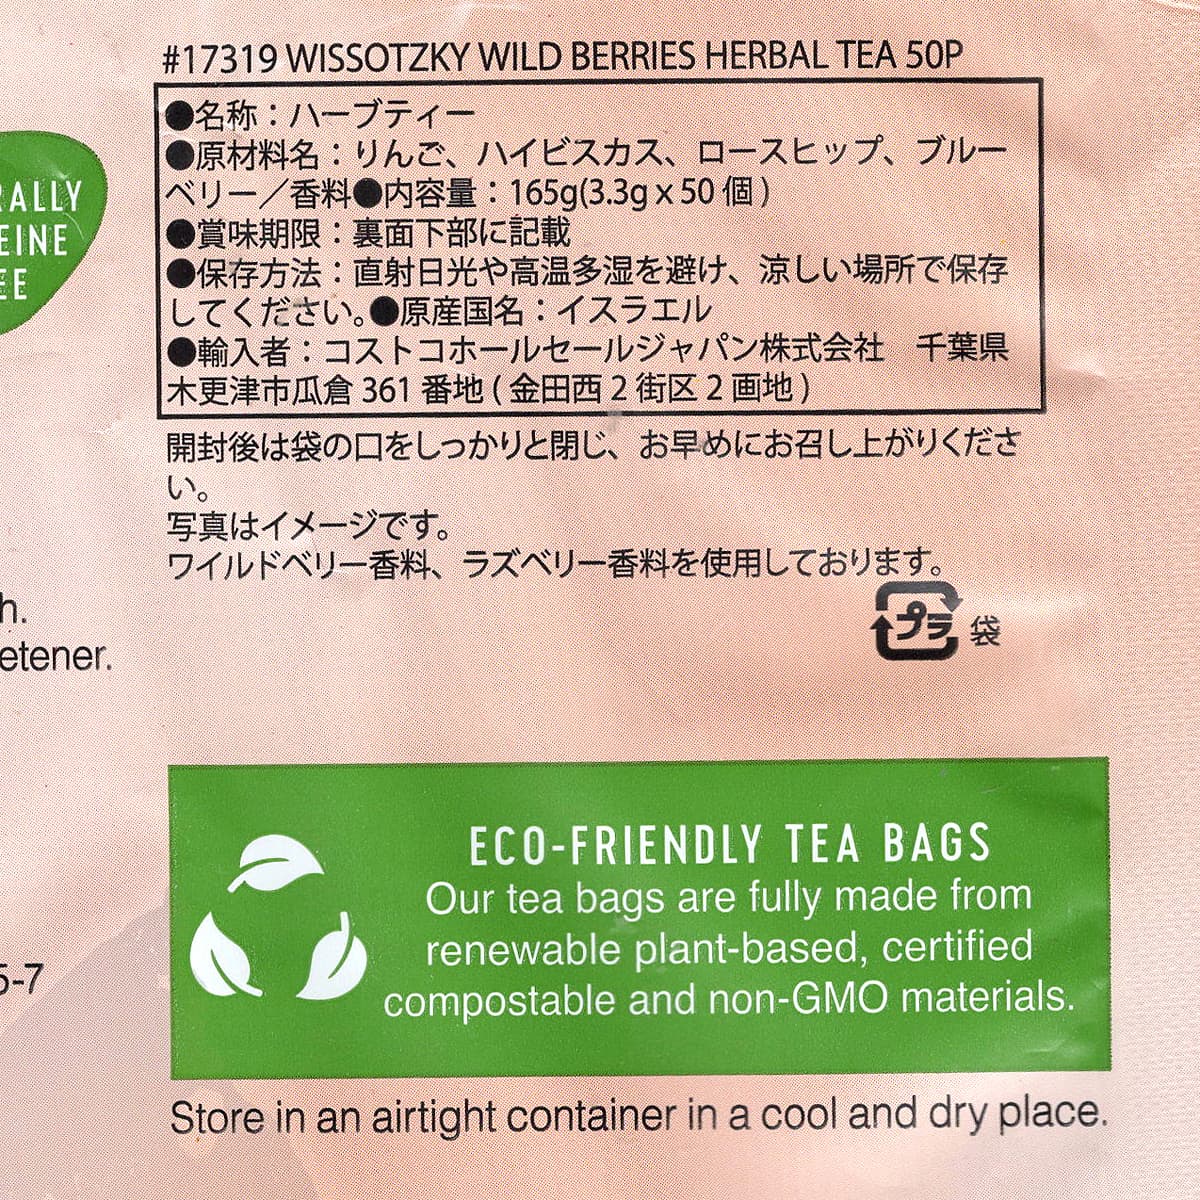 #17319 WISSOTZKY WILD BERRIES HERBAL TEA 50P
●名称：ハーブティー
●原材料名：りんご、ハイビスカス、ローズヒップ、ブルー
ベリー／香料●内容量：165g(3.3g x 50 個)
●賞味期限：裏面下部に記載
●保存方法：直射日光や高温多湿を避け、涼しい場所で保存
してください。●原産国名：イスラエル
●輸入者：コストコホールセールジャパン株式会社　千葉県
木更津市瓜倉 361 番地 ( 金田西 2 街区 2 画地 )
開封後は袋の口をしっかりと閉じ、お早めにお召し上がりくださ
い。
写真はイメージです。
ワイルドベリー香料、ラズベリー香料を使用しております。
プラ 袋
RALLY
EINE
EE
h.
etener.
5-7
ECO-FRIENDLY TEA BAGS
Our tea bags are fully made from
renewable plant-based, certified
compostable and non-GMO materials.
Store in an airtight container in a cool and dry place.